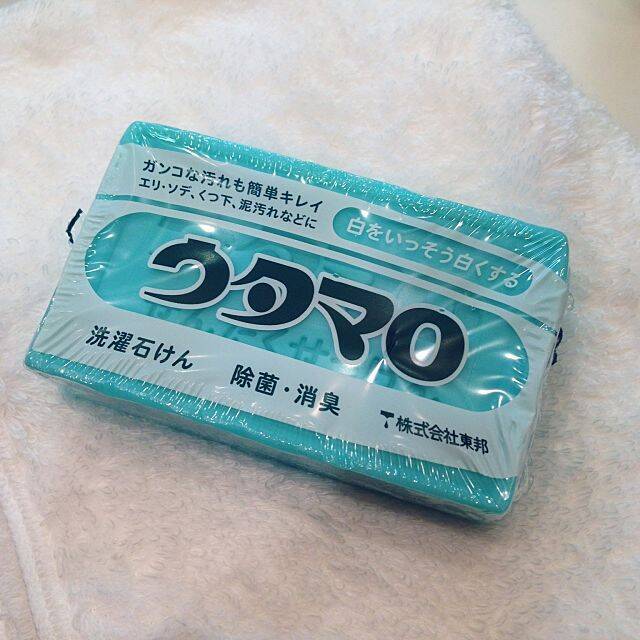 ガンコな汚れも簡単キレイ
エリ・ソデ、くつ下、泥汚れなどに
白をいっそう白くする
ウタマロ
洗濯石けん
除菌・消臭
株式会社東邦